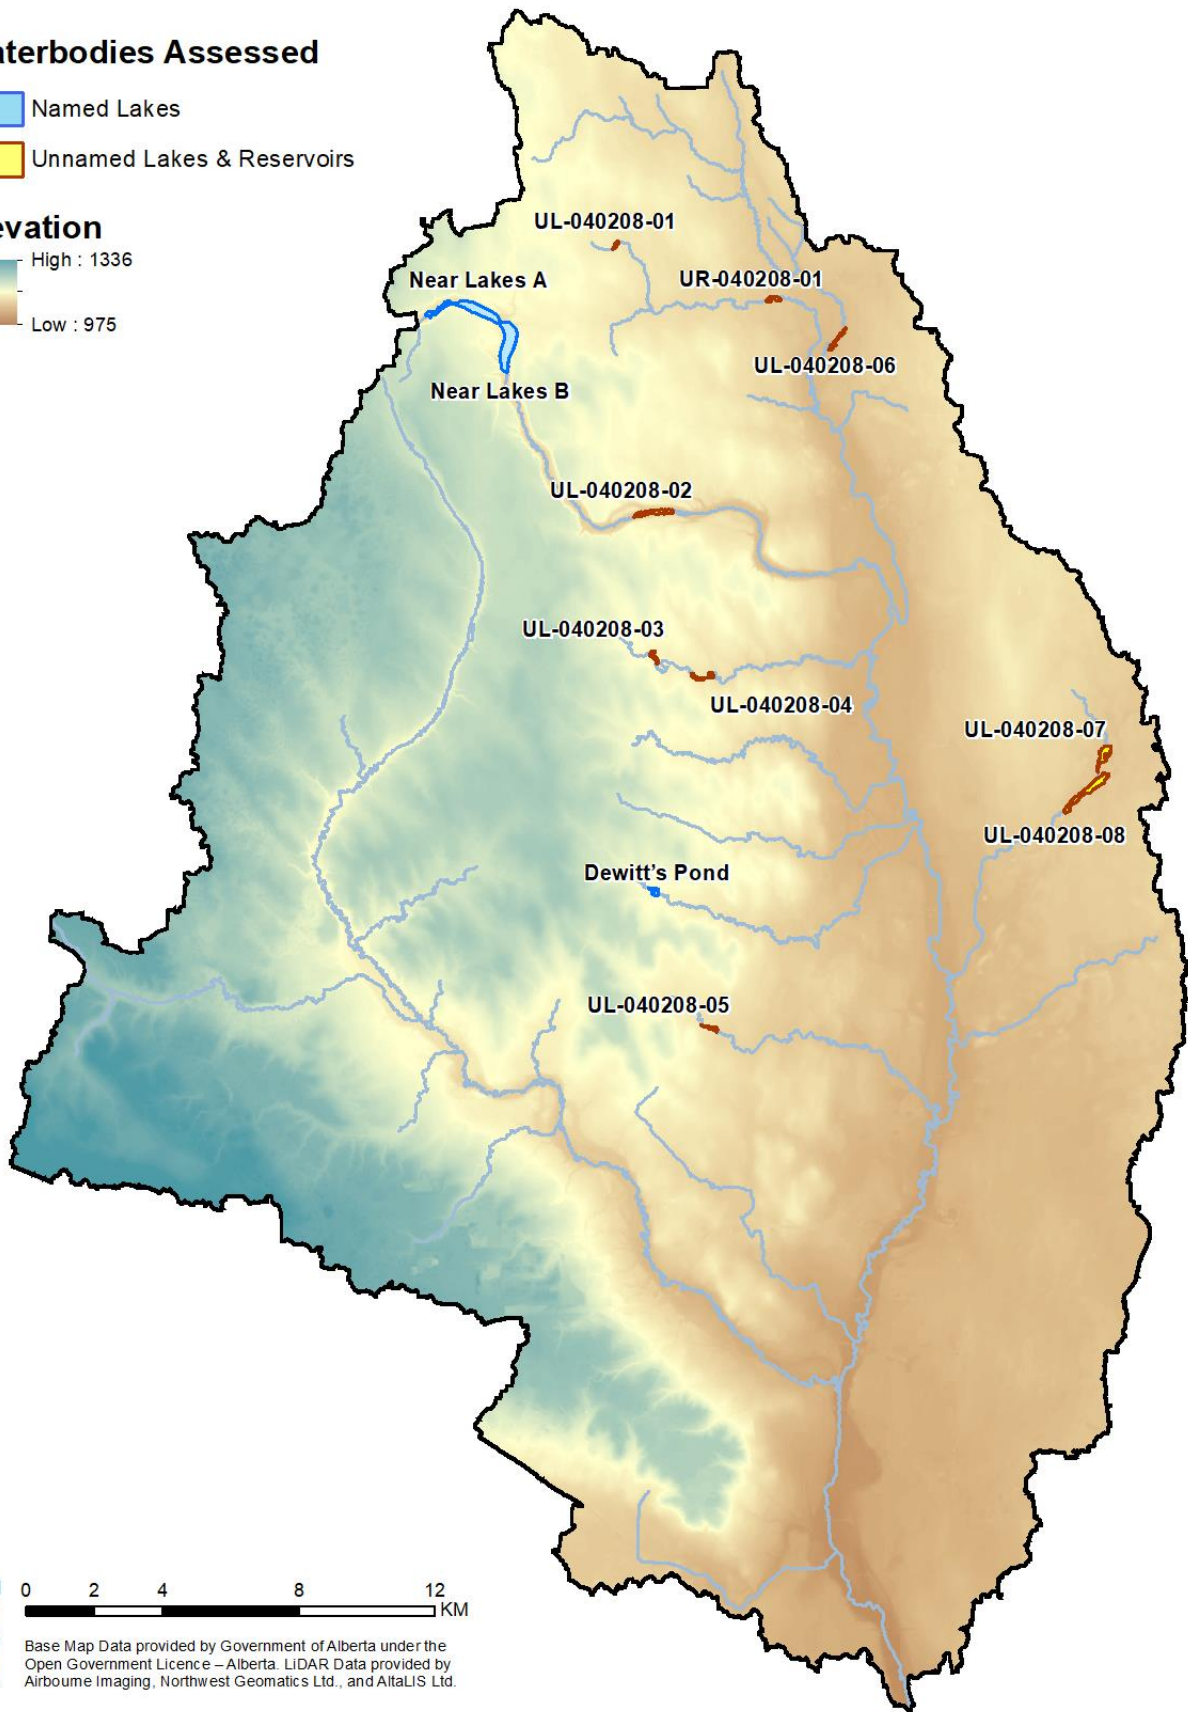 aterbodies Assessed
Named Lakes
Unnamed Lakes & Reservoirs
evation
High : 1336
Low : 975
UL-040208-01
Near Lakes A
UR-040208-01
UL-040208-06
Near Lakes B
UL-040208-02
UL-040208-03
UL-040208-04
UL-040208-07
UL-040208-08
Dewitt's Pond
UL-040208-05
0 2 4 8 12
KM
Base Map Data provided by Government of Alberta under the
Open Government Licence – Alberta. LiDAR Data provided by
Airbourne Imaging, Northwest Geomatics Ltd., and AltaLIS Ltd.